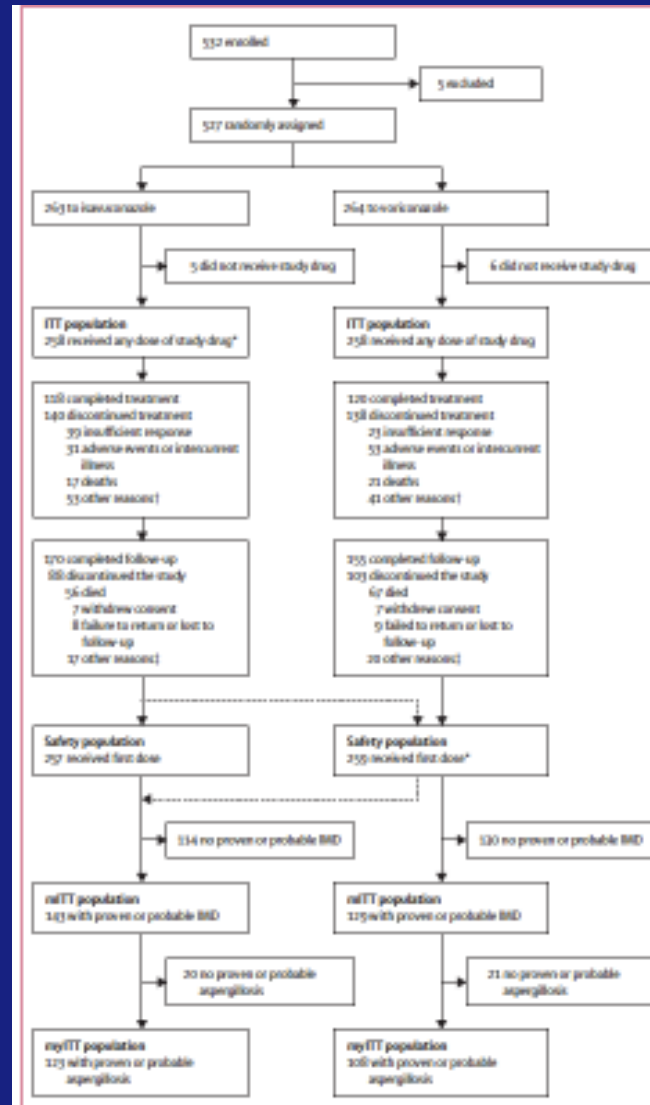 532 enrolled
5 excluded
527 randomly assigned
263 to isavuconazole
264 to voriconazole
5 did not receive study drug
6 did not receive study drug
ITT population
258 received any dose of study drug*
ITT population
258 received any dose of study drug
118 completed treatment
140 discontinued treatment
39 insufficient response
31 adverse events or intercurrent
illness
17 deaths
53 other reasons†
120 completed treatment
138 discontinued treatment
23 insufficient response
53 adverse events or intercurrent
illness
21 deaths
41 other reasons†
170 completed follow-up
88 discontinued the study
56 died
7 withdrew consent
8 failure to return or lost to
follow-up
17 other reasons‡
155 completed follow-up
103 discontinued the study
67 died
7 withdrew consent
9 failed to return or lost to
follow-up
20 other reasons‡
Safety population
257 received first dose
Safety population
259 received first dose*
114 no proven or probable IMD
130 no proven or probable IMD
mITT population
143 with proven or probable IMD
mITT population
129 with proven or probable IMD
20 no proven or probable
aspergillosis
21 no proven or probable
aspergillosis
myITT population
123 with proven or probable
aspergillosis
myITT population
108 with proven or probable
aspergillosis